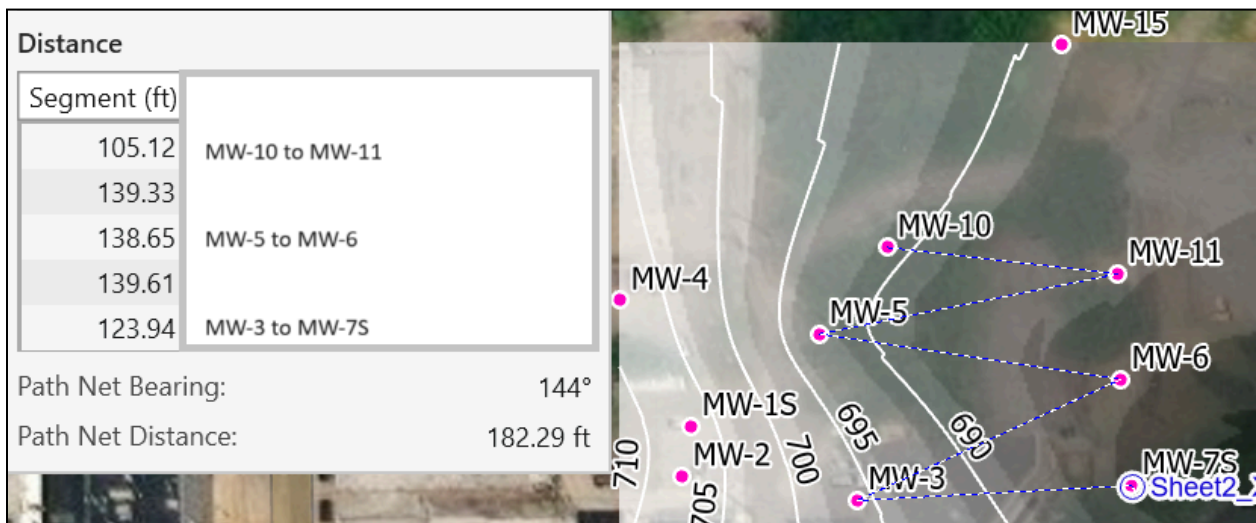 Distance
Segment (ft)
105.12 MW-10 to MW-11
139.33
138.65 MW-5 to MW-6
139.61
123.94 MW-3 to MW-7S
Path Net Bearing: 144°
Path Net Distance: 182.29 ft
MW-15
MW-10
MW-11
MW-4
MW-5
MW-6
MW-1S
MW-2
MW-3
MW-7S
710
705
700
695
690